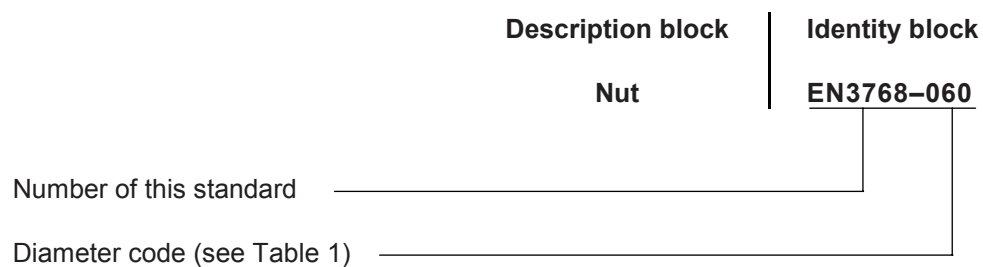 Description block Identity block
Nut EN3768–060
Number of this standard
Diameter code (see Table 1)